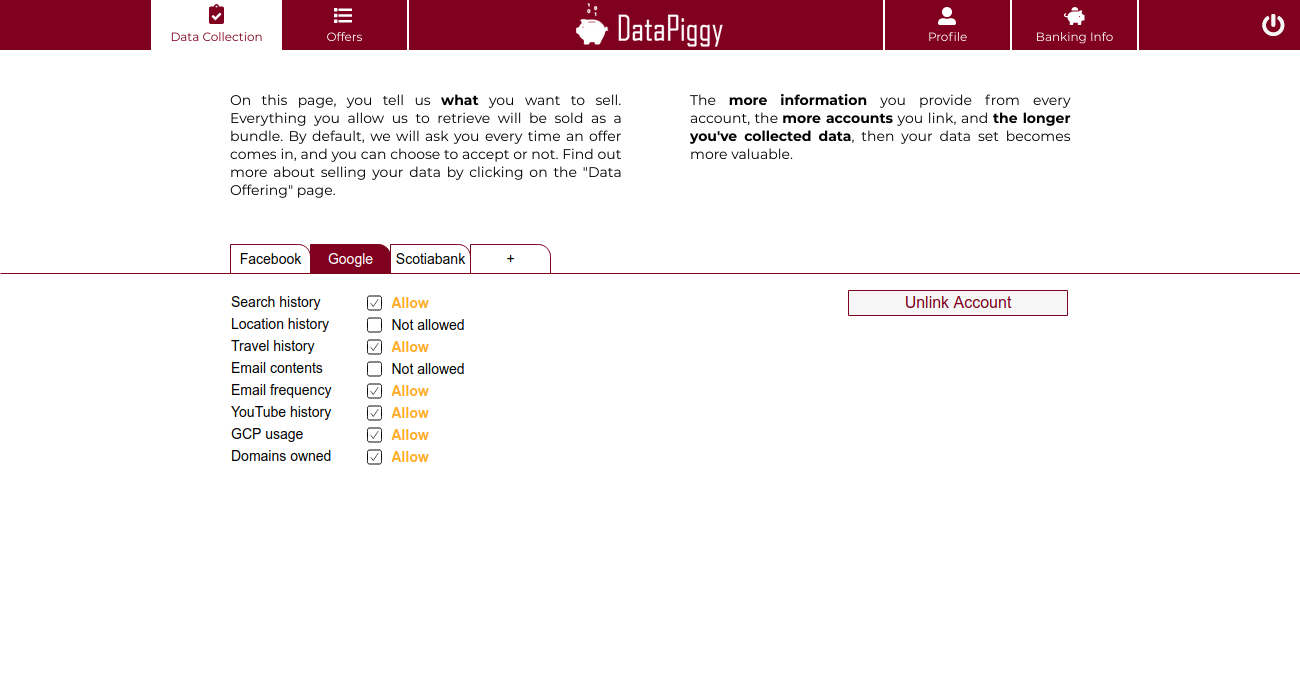 Data Collection
Offers
DataPiggy
Profile
Banking Info
On this page, you tell us what you want to sell.
Everything you allow us to retrieve will be sold as a
bundle. By default, we will ask you every time an offer
comes in, and you can choose to accept or not. Find out
more about selling your data by clicking on the "Data
Offering" page.
The more information you provide from every
account, the more accounts you link, and the longer
you've collected data, then your data set becomes
more valuable.
Facebook
Google
Scotiabank
+
Search history Allow
Location history Not allowed
Travel history Allow
Email contents Not allowed
Email frequency Allow
YouTube history Allow
GCP usage Allow
Domains owned Allow
Unlink Account